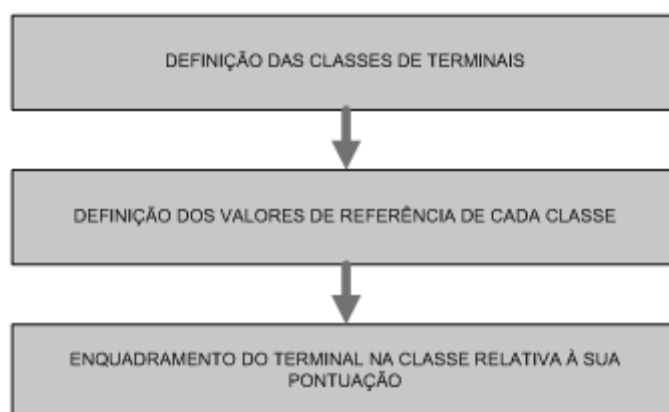 DEFINIÇÃO DAS CLASSES DE TERMINAIS
DEFINIÇÃO DOS VALORES DE REFERÊNCIA DE CADA CLASSE
ENQUADRAMENTO DO TERMINAL NA CLASSE RELATIVA À SUA
PONTUAÇÃO